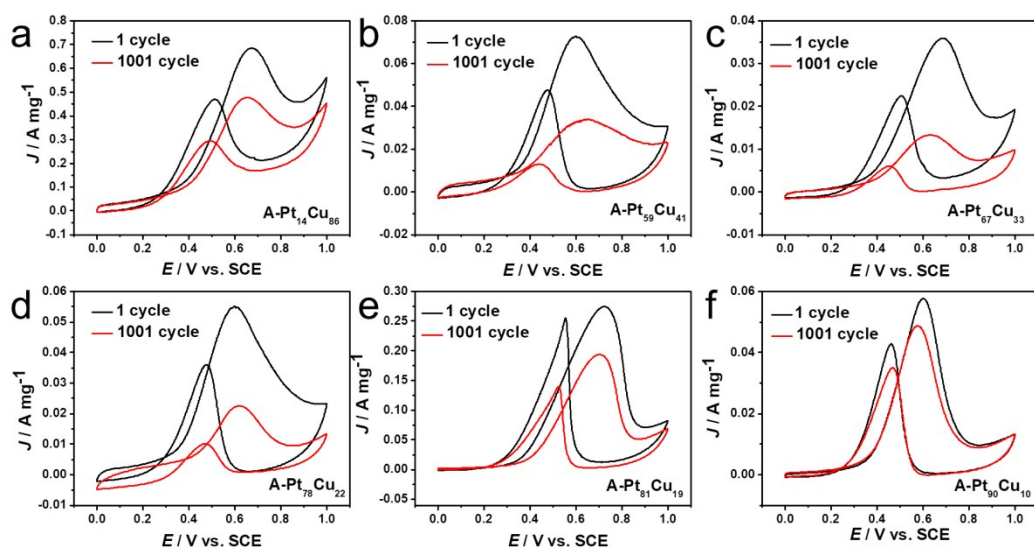 a
1 cycle
1001 cycle
0.8
0.7
0.6
0.5
0.4
0.3
0.2
0.1
0.0
-0.1
J / A mg⁻¹
A-Pt₁₄Cu₈₆
0.0 0.2 0.4 0.6 0.8 1.0
E / V vs. SCE
b
1 cycle
1001 cycle
0.08
0.06
0.04
0.02
0.00
-0.02
J / A mg⁻¹
A-Pt₅₉Cu₄₁
0.0 0.2 0.4 0.6 0.8 1.0
E / V vs. SCE
c
1 cycle
1001 cycle
0.04
0.03
0.02
0.01
0.00
-0.01
J / A mg⁻¹
A-Pt₆₇Cu₃₃
0.0 0.2 0.4 0.6 0.8 1.0
E / V vs. SCE
d
1 cycle
1001 cycle
0.06
0.05
0.04
0.03
0.02
0.01
0.00
-0.01
J / A mg⁻¹
A-Pt₇₈Cu₂₂
0.0 0.2 0.4 0.6 0.8 1.0
E / V vs. SCE
e
1 cycle
1001 cycle
0.30
0.25
0.20
0.15
0.10
0.05
0.00
-0.05
J / A mg⁻¹
A-Pt₈₁Cu₁₉
0.0 0.2 0.4 0.6 0.8 1.0
E / V vs. SCE
f
1 cycle
1001 cycle
0.06
0.04
0.02
0.00
J / A mg⁻¹
A-Pt₉₀Cu₁₀
0.0 0.2 0.4 0.6 0.8 1.0
E / V vs. SCE